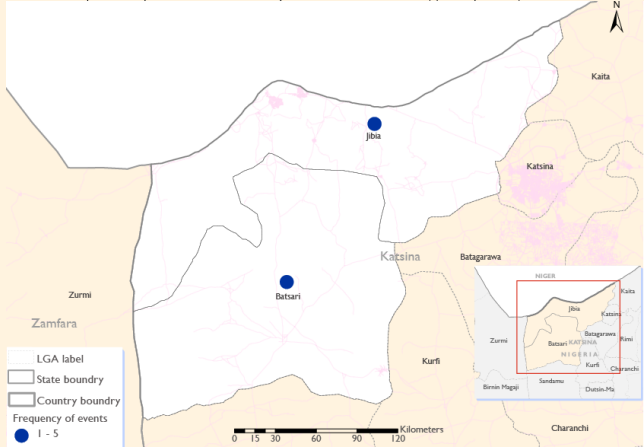 N
Kaita
Jibia
Katsina
Katsina
Batagarawa
Zurmi
Batsari
Zamfara
Kurfi
Charanchi
LGA label
State boundry
Country boundry
Frequency of events
1 - 5
0 15 30 60 90 120
Kilometers
NIGER
Kaita
Jibia
Katsina
Zurmi
Batagarawa
Batsari
KATSINA
Rimi
NIGERIA
Kurfi
Charanchi
Birnin Magaji
Sandamu
Dutsin-Ma